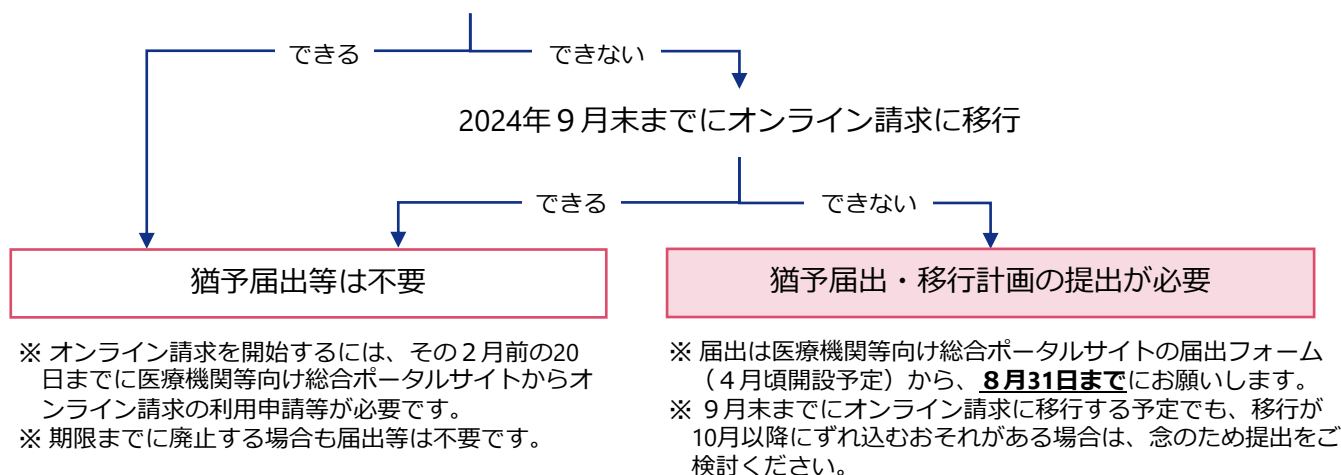 できる できない
2024年９月末までにオンライン請求に移行
できる できない
猶予届出等は不要
猶予届出・移行計画の提出が必要
※ オンライン請求を開始するには、その２月前の20
日までに医療機関等向け総合ポータルサイトからオ
ンライン請求の利用申請等が必要です。
※ 期限までに廃止する場合も届出等は不要です。
※ 届出は医療機関等向け総合ポータルサイトの届出フォーム
（４月頃開設予定）から、８月31日までにお願いします。
※ ９月末までにオンライン請求に移行する予定でも、移行が
10月以降にずれ込むおそれがある場合は、念のため提出をご
検討ください。